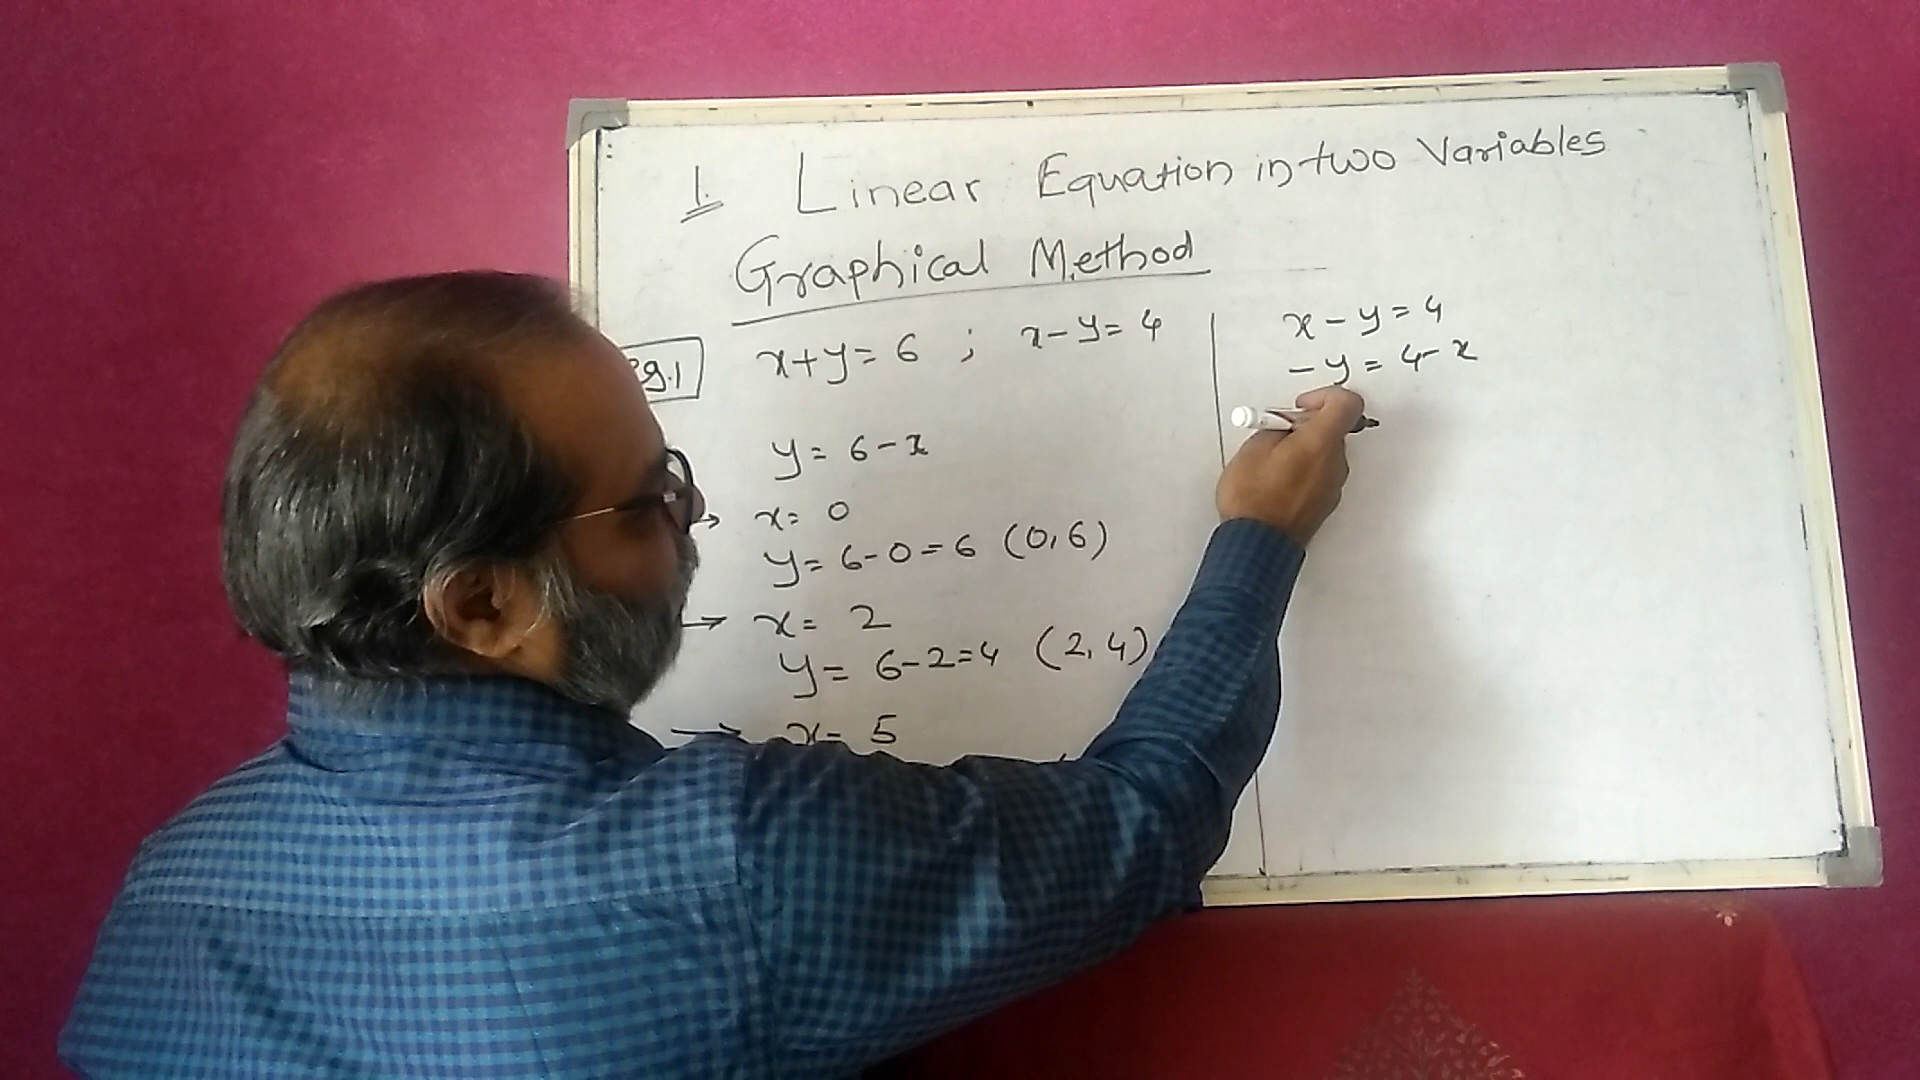 1. Linear Equation in two Variables
Graphical Method
eg.1 x+y=6 ; x-y=4
y=6-x
→ x=0
y=6-0=6 (0,6)
→ x=2
y=6-2=4 (2,4)
→ x=5
x-y=4
-y=4-x